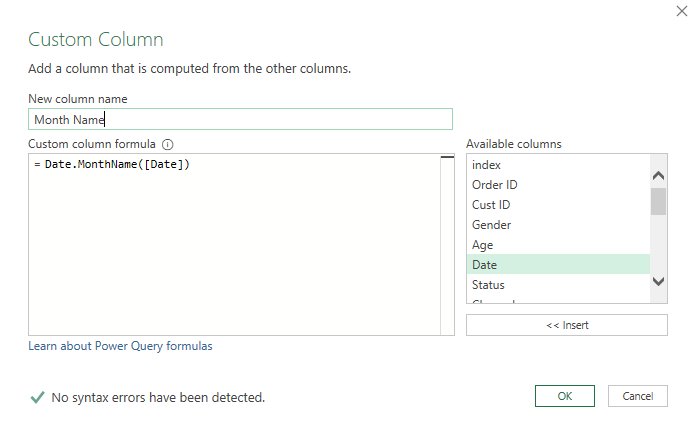 Custom Column
Add a column that is computed from the other columns.
New column name
Month Name
Custom column formula
= Date.MonthName([Date])
Available columns
index
Order ID
Cust ID
Gender
Age
Date
Status
<< Insert
Learn about Power Query formulas
No syntax errors have been detected.
OK
Cancel